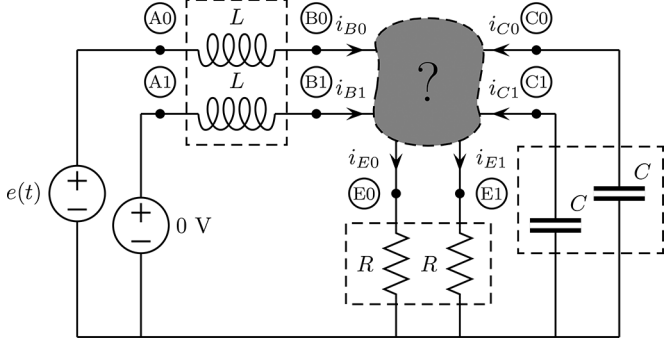 A0 L B0 i_{B0} i_{C0} C0
A1 L B1 i_{B1} ? i_{C1} C1
i_{E0} i_{E1}
e(t) + − + − 0 V E0 E1 C C
R R